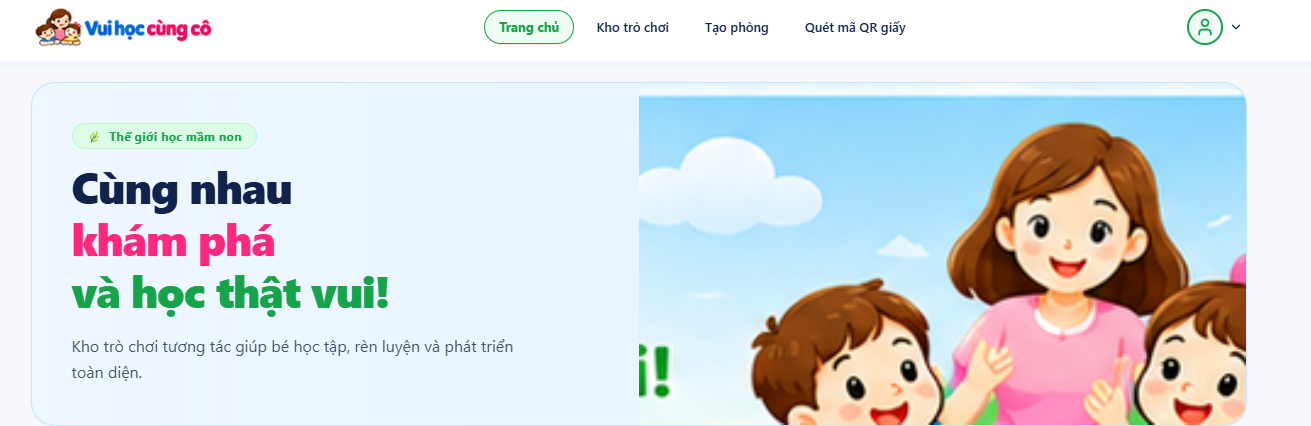 Vui học cùng cô
Trang chủ
Kho trò chơi
Tạo phòng
Quét mã QR giấy
Thế giới học mầm non
Cùng nhau
khám phá
và học thật vui!
Kho trò chơi tương tác giúp bé học tập, rèn luyện và phát triển
toàn diện.
i!